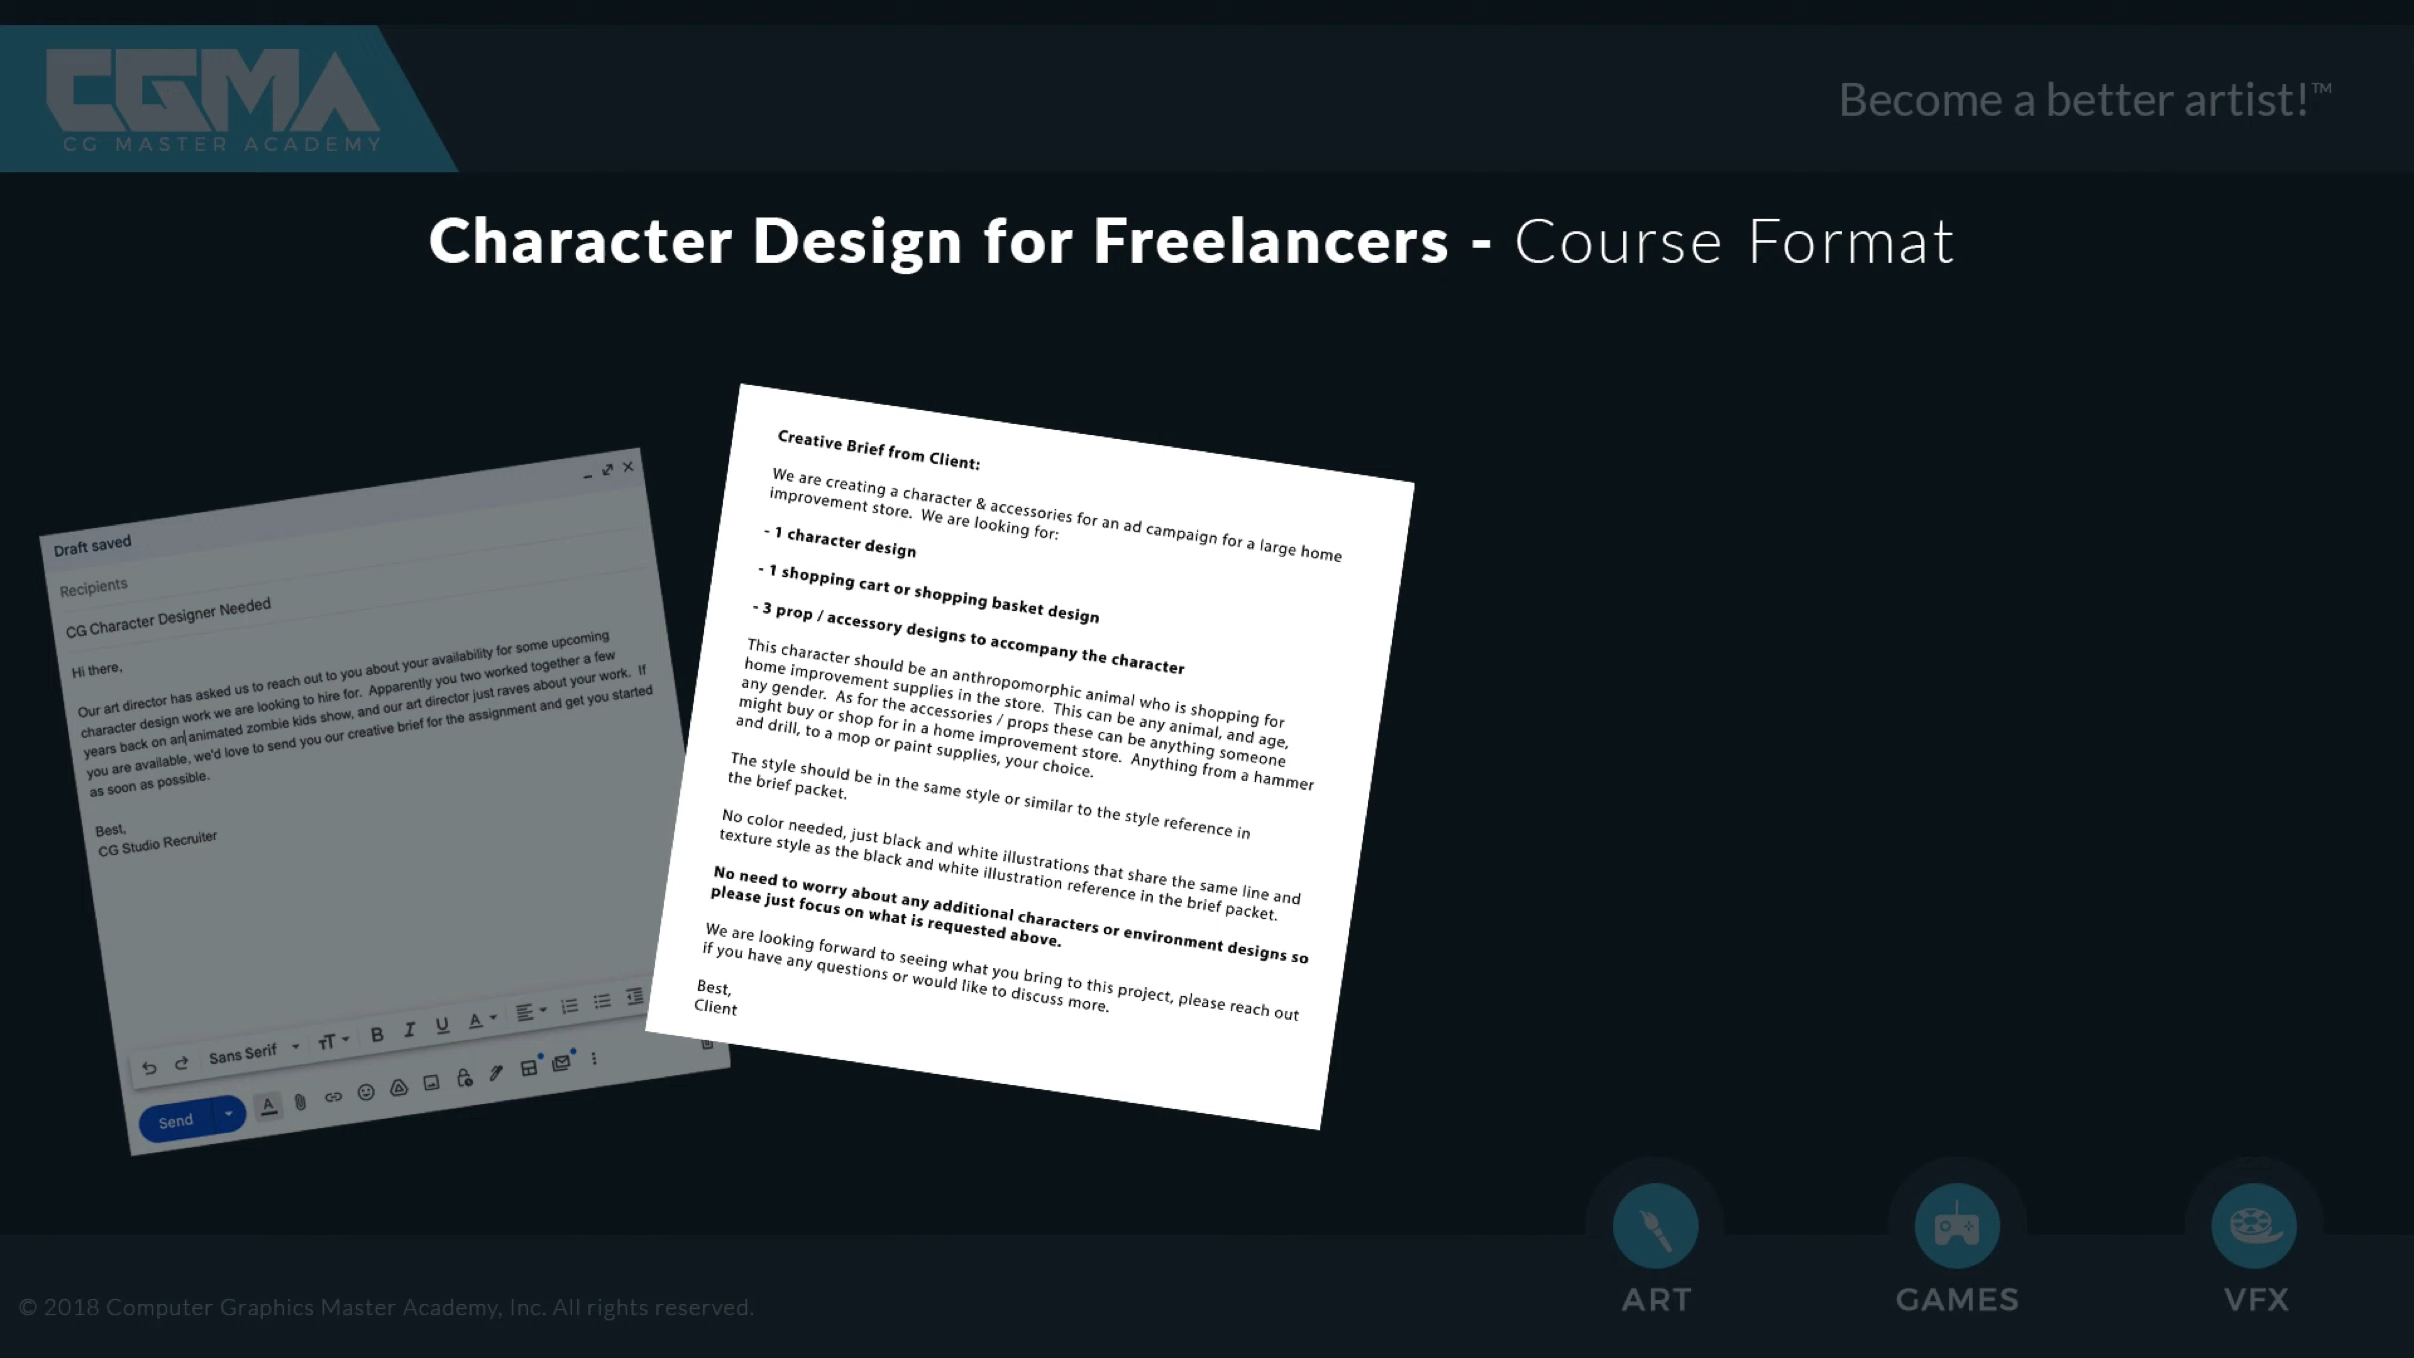 CGMA
CG MASTER ACADEMY
Become a better artist!™
Character Design for Freelancers - Course Format
Draft saved
Recipients
CG Character Designer Needed
Hi there,
Our art director has asked us to reach out to you about your availability for some upcoming
character design work we are looking to hire for.  Apparently you two worked together a few
years back on an animated zombie kids show, and our art director just raves about your work.  If
you are available, we'd love to send you our creative brief for the assignment and get you started
as soon as possible.
Best,
CG Studio Recruiter
Sans Serif
Send
Creative Brief from Client:
We are creating a character & accessories for an ad campaign for a large home
improvement store.  We are looking for:
- 1 character design
- 1 shopping cart or shopping basket design
- 3 prop / accessory designs to accompany the character
This character should be an anthropomorphic animal who is shopping for
home improvement supplies in the store.  This can be any animal, and age,
any gender.  As for the accessories / props these can be anything someone
might buy or shop for in a home improvement store.  Anything from a hammer
and drill, to a mop or paint supplies, your choice.
The style should be in the same style or similar to the style reference in
the brief packet.
No color needed, just black and white illustrations that share the same line and
texture style as the black and white illustration reference in the brief packet.
No need to worry about any additional characters or environment designs so
please just focus on what is requested above.
We are looking forward to seeing what you bring to this project, please reach out
if you have any questions or would like to discuss more.
Best,
Client
ART
GAMES
VFX
© 2018 Computer Graphics Master Academy, Inc. All rights reserved.